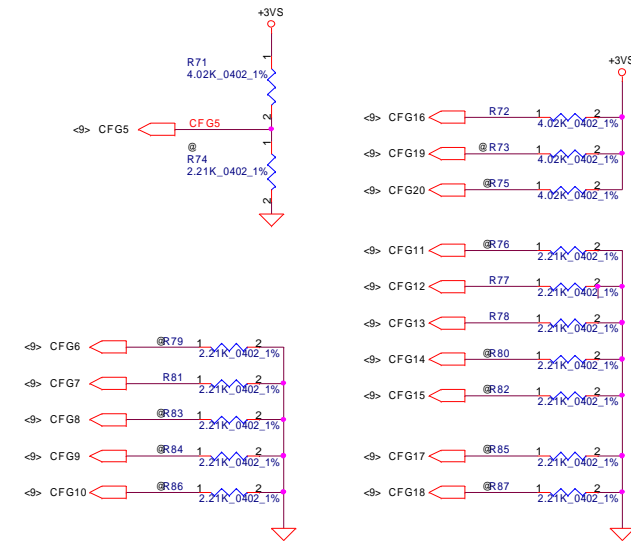 +3VS
1
R71
4.02K_0402_1%
2
<9> CFG5 CFG5
1
@
R74
2.21K_0402_1%
2
<9> CFG6 @R79 1 2
2.21K_0402_1%
<9> CFG7 R81 1 2
2.21K_0402_1%
<9> CFG8 @R83 1 2
2.21K_0402_1%
<9> CFG9 @R84 1 2
2.21K_0402_1%
<9> CFG10 @R86 1 2
2.21K_0402_1%
+3VS
<9> CFG16 R72 1 2
4.02K_0402_1%
<9> CFG19 @R73 1 2
4.02K_0402_1%
<9> CFG20 @R75 1 2
4.02K_0402_1%
<9> CFG11 @R76 1 2
2.21K_0402_1%
<9> CFG12 R77 1 2
2.21K_0402_1%
<9> CFG13 R78 1 2
2.21K_0402_1%
<9> CFG14 @R80 1 2
2.21K_0402_1%
<9> CFG15 @R82 1 2
2.21K_0402_1%
<9> CFG17 @R85 1 2
2.21K_0402_1%
<9> CFG18 @R87 1 2
2.21K_0402_1%